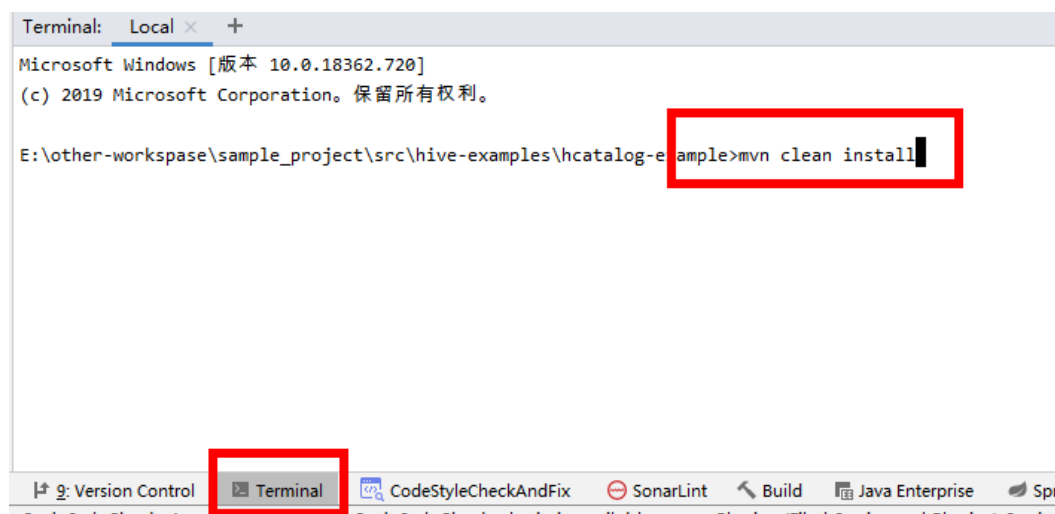 Terminal: Local × +
Microsoft Windows [版本 10.0.18362.720]
(c) 2019 Microsoft Corporation。保留所有权利。
E:\other-workspase\sample_project\src\hive-examples\hcatalog-example>mvn clean install
9: Version Control Terminal CodeStyleCheckAndFix SonarLint Build Java Enterprise Spr